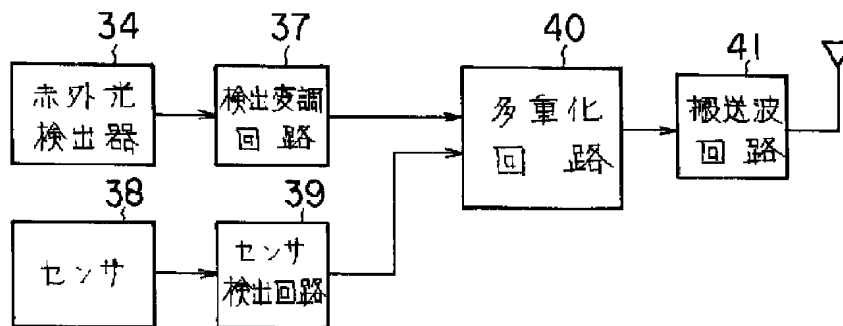 34
赤外光
検出器
37
検出変調
回路
40
多重化
回路
41
搬送波
回路
38
センサ
39
センサ
検出回路